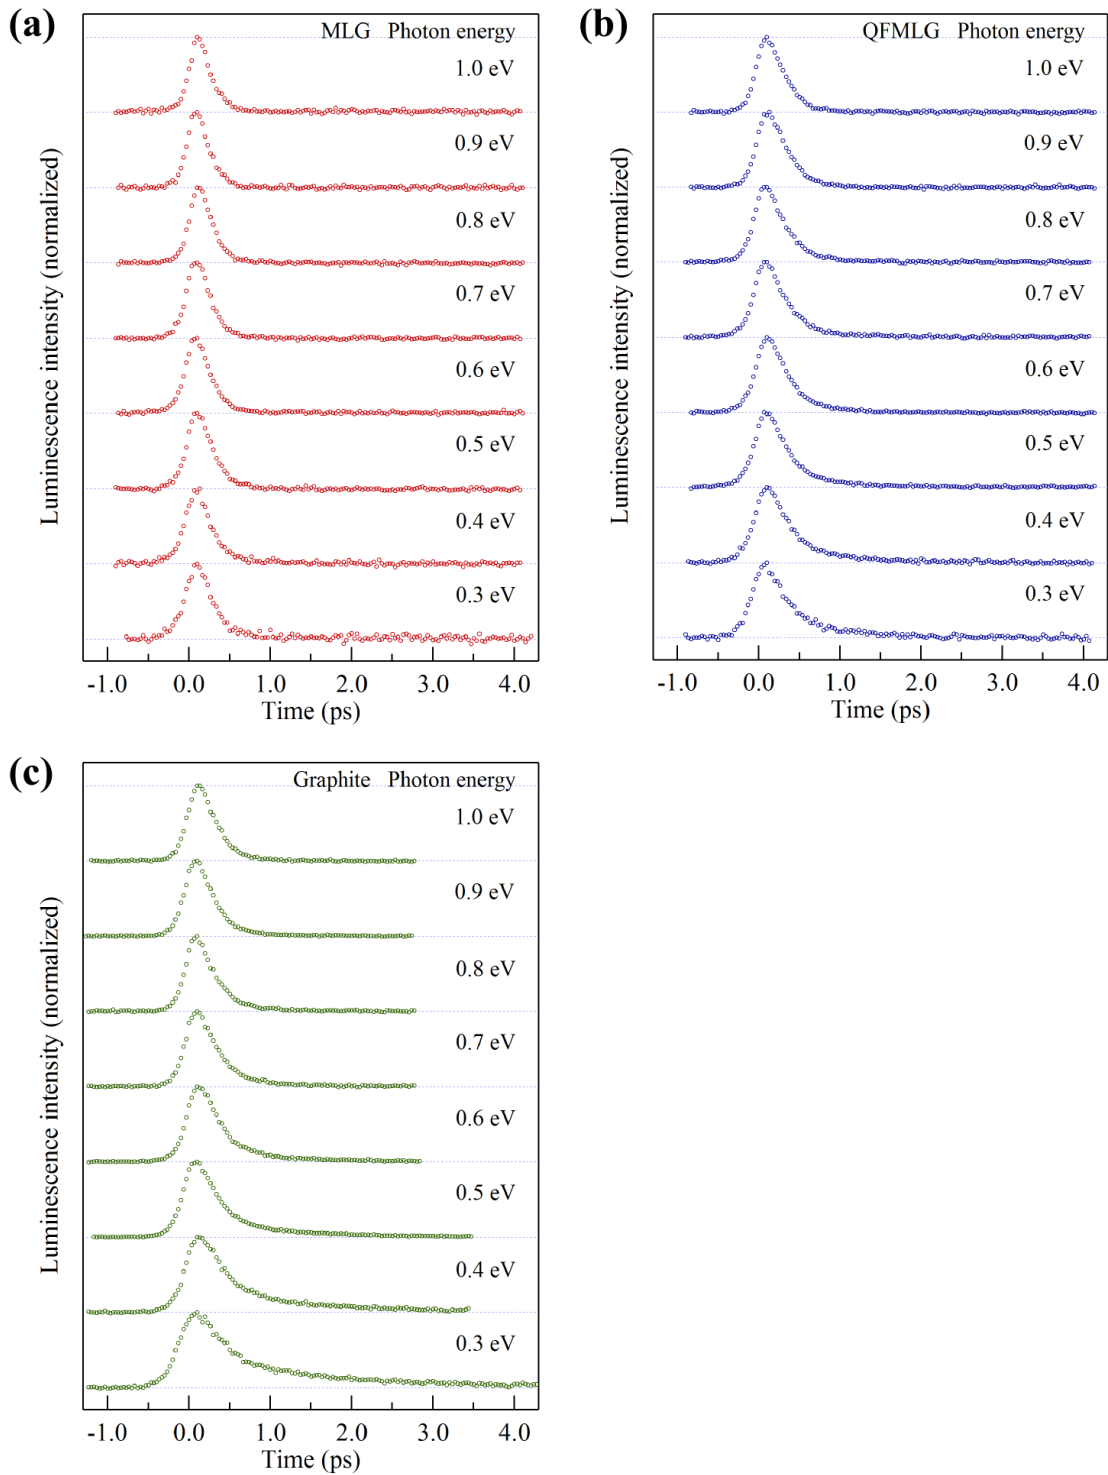 (a)
MLG Photon energy
1.0 eV
0.9 eV
0.8 eV
0.7 eV
0.6 eV
0.5 eV
0.4 eV
0.3 eV
Luminescence intensity (normalized)
-1.0 0.0 1.0 2.0 3.0 4.0
Time (ps)
(b)
QFMLG Photon energy
1.0 eV
0.9 eV
0.8 eV
0.7 eV
0.6 eV
0.5 eV
0.4 eV
0.3 eV
Luminescence intensity (normalized)
-1.0 0.0 1.0 2.0 3.0 4.0
Time (ps)
(c)
Graphite Photon energy
1.0 eV
0.9 eV
0.8 eV
0.7 eV
0.6 eV
0.5 eV
0.4 eV
0.3 eV
Luminescence intensity (normalized)
-1.0 0.0 1.0 2.0 3.0 4.0
Time (ps)